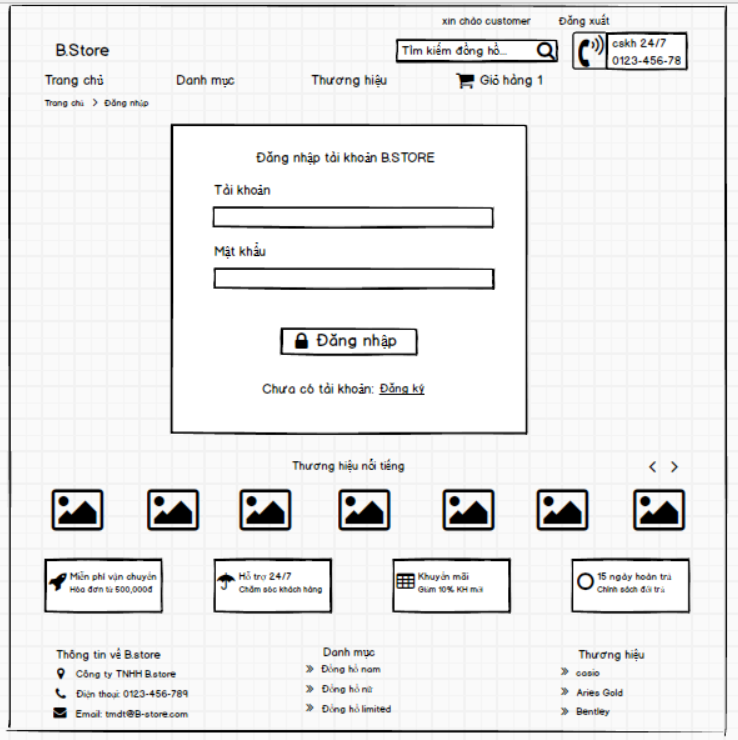 xin chào customer Đăng xuất
B.Store
Tìm kiếm đồng hồ...
cskh 24/7
0123-456-78
Trang chủ Danh mục Thương hiệu Giỏ hàng 1
Trang chủ > Đăng nhập
Đăng nhập tài khoản B.STORE
Tài khoản
Mật khẩu
Đăng nhập
Chưa có tài khoản: Đăng ký
Thương hiệu nổi tiếng
Miễn phí vận chuyển
Hóa đơn từ 500,000đ
Hỗ trợ 24/7
Chăm sóc khách hàng
Khuyến mãi
Giảm 10% KH mới
15 ngày hoàn trả
Chính sách đổi trả
Thông tin về B.store
Công ty TNHH B.store
Điện thoại: 0123-456-789
Email: tmdt@B-store.com
Danh mục
Đồng hồ nam
Đồng hồ nữ
Đồng hồ limited
Thương hiệu
casio
Aries Gold
Bentley